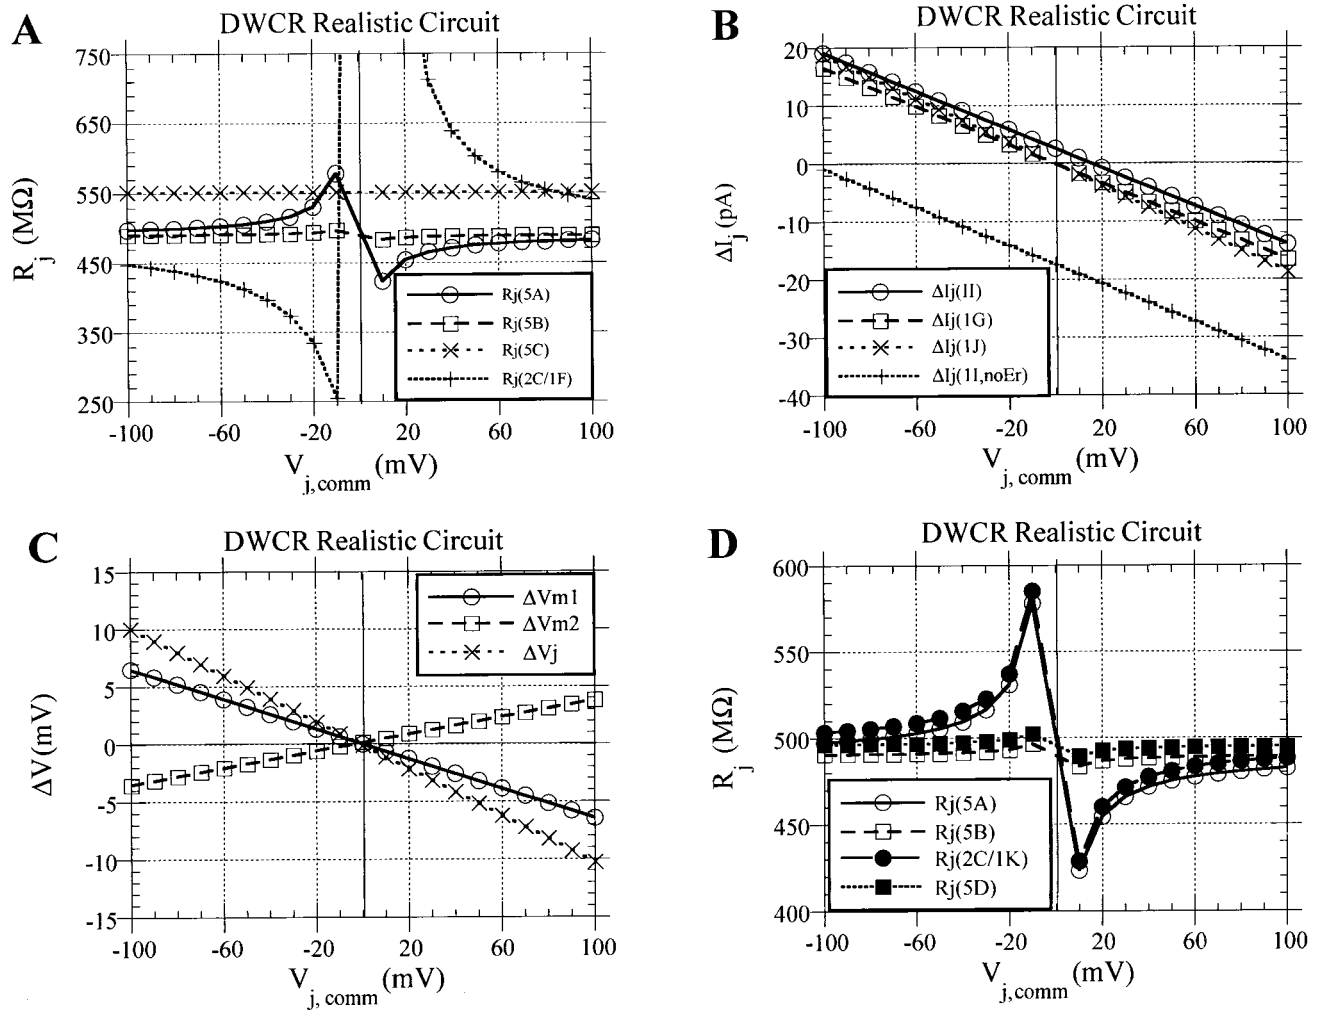 A
DWCR Realistic Circuit
750
650
550
450
350
250
Rj (MΩ)
Rj(5A)
Rj(5B)
Rj(5C)
Rj(2C/1F)
-100 -60 -20 20 60 100
Vj, comm (mV)
B
DWCR Realistic Circuit
20
10
0
-10
-20
-30
-40
ΔIj (pA)
ΔIj(1I)
ΔIj(1G)
ΔIj(1J)
ΔIj(1I,noEr)
-100 -60 -20 20 60 100
Vj, comm (mV)
C
DWCR Realistic Circuit
15
10
5
0
-5
-10
-15
ΔV(mV)
ΔVm1
ΔVm2
ΔVj
-100 -60 -20 20 60 100
Vj, comm (mV)
D
DWCR Realistic Circuit
600
550
500
450
400
Rj (MΩ)
Rj(5A)
Rj(5B)
Rj(2C/1K)
Rj(5D)
-100 -60 -20 20 60 100
Vj,comm (mV)